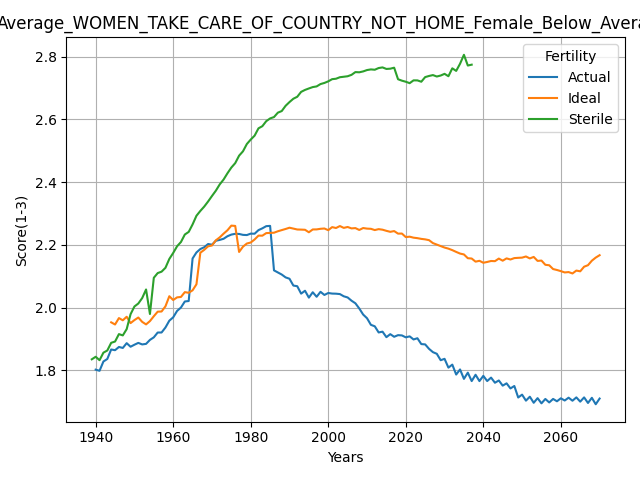 Average_WOMEN_TAKE_CARE_OF_COUNTRY_NOT_HOME_Female_Below_Avera
Fertility
Actual
Ideal
Sterile
Score(1-3)
2.8
2.6
2.4
2.2
2.0
1.8
1940 1960 1980 2000 2020 2040 2060
Years